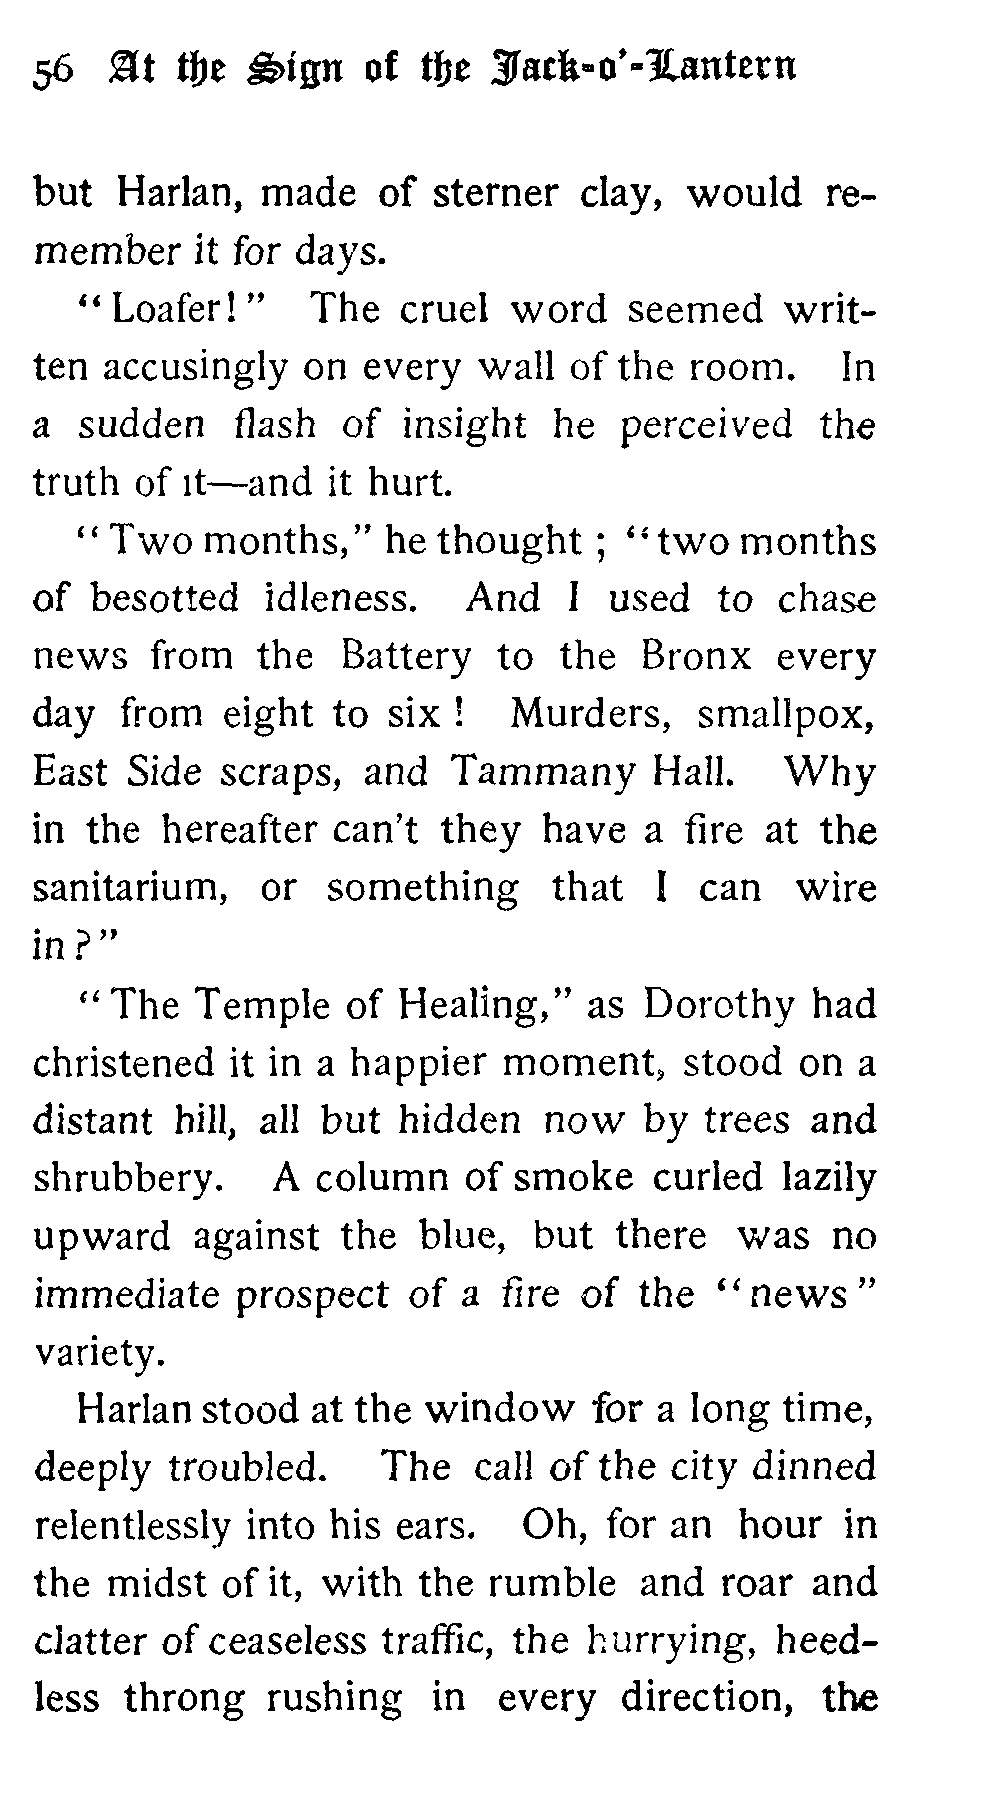 56 At the Sign of the Jack-o'-Lantern
but Harlan, made of sterner clay, would re-
member it for days.
"Loafer!" The cruel word seemed writ-
ten accusingly on every wall of the room. In
a sudden flash of insight he perceived the
truth of it—and it hurt.
"Two months," he thought; "two months
of besotted idleness. And I used to chase
news from the Battery to the Bronx every
day from eight to six! Murders, smallpox,
East Side scraps, and Tammany Hall. Why
in the hereafter can't they have a fire at the
sanitarium, or something that I can wire
in?"
"The Temple of Healing," as Dorothy had
christened it in a happier moment, stood on a
distant hill, all but hidden now by trees and
shrubbery. A column of smoke curled lazily
upward against the blue, but there was no
immediate prospect of a fire of the "news"
variety.
Harlan stood at the window for a long time,
deeply troubled. The call of the city dinned
relentlessly into his ears. Oh, for an hour in
the midst of it, with the rumble and roar and
clatter of ceaseless traffic, the hurrying, heed-
less throng rushing in every direction, the